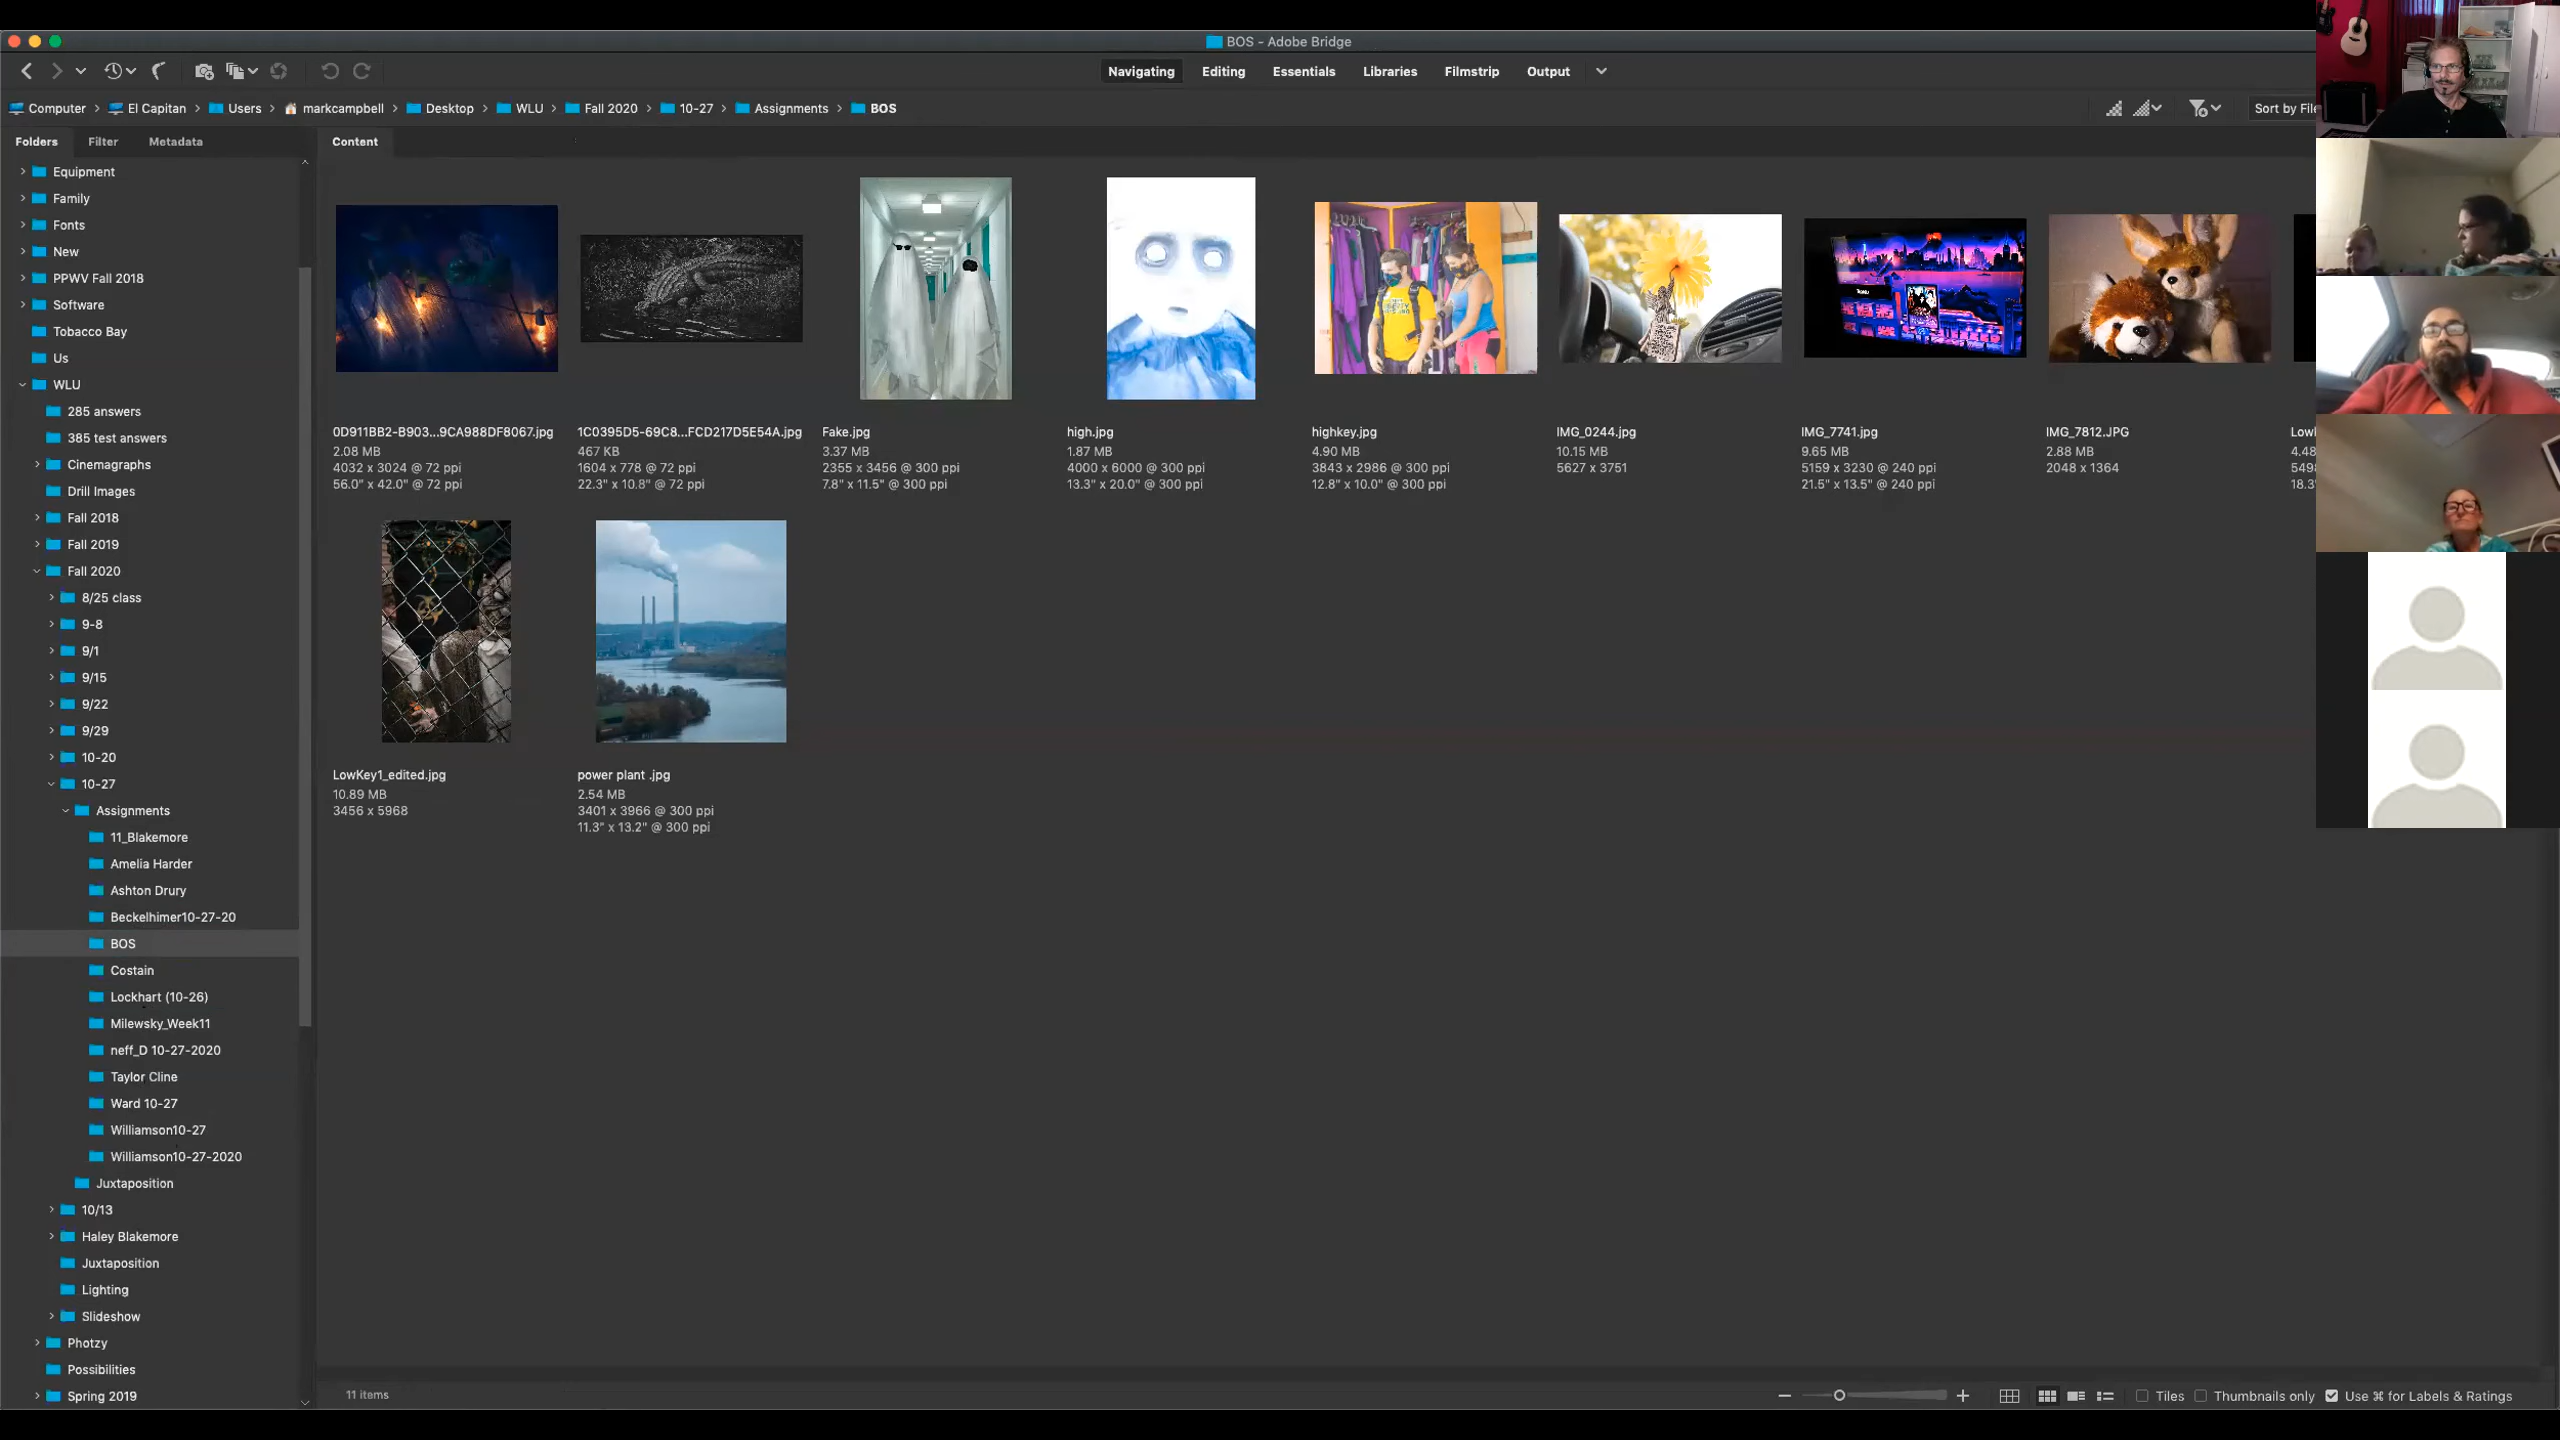 BOS - Adobe Bridge
Navigating Editing Essentials Libraries Filmstrip Output
Computer El Capitan Users markcampbell Desktop WLU Fall 2020 10-27 Assignments BOS
Sort by File
Folders Filter Metadata
Content
Equipment
Family
Fonts
New
PPWV Fall 2018
Software
Tobacco Bay
Us
WLU
285 answers
385 test answers
Cinemagraphs
Drill Images
Fall 2018
Fall 2019
Fall 2020
8/25 class
9-8
9/1
9/15
9/22
9/29
10-20
10-27
Assignments
11_Blakemore
Amelia Harder
Ashton Drury
Beckelhimer10-27-20
BOS
Costain
Lockhart (10-26)
Milewsky_Week11
neff_D 10-27-2020
Taylor Cline
Ward 10-27
Williamson10-27
Williamson10-27-2020
Juxtaposition
10/13
Haley Blakemore
Juxtaposition
Lighting
Slideshow
Photzy
Possibilities
Spring 2019
0D911BB2-B903...9CA988DF8067.jpg
2.08 MB
4032 x 3024 @ 72 ppi
56.0" x 42.0" @ 72 ppi
1C0395D5-69C8...FCD217D5E54A.jpg
467 KB
1604 x 778 @ 72 ppi
22.3" x 10.8" @ 72 ppi
Fake.jpg
3.37 MB
2355 x 3456 @ 300 ppi
7.8" x 11.5" @ 300 ppi
high.jpg
1.87 MB
4000 x 6000 @ 300 ppi
13.3" x 20.0" @ 300 ppi
highkey.jpg
4.90 MB
3843 x 2986 @ 300 ppi
12.8" x 10.0" @ 300 ppi
IMG_0244.jpg
10.15 MB
5627 x 3751
IMG_7741.jpg
9.65 MB
5159 x 3230 @ 240 ppi
21.5" x 13.5" @ 240 ppi
IMG_7812.JPG
2.88 MB
2048 x 1364
Lowl
4.48
5498
18.3"
LowKey1_edited.jpg
10.89 MB
3456 x 5968
power plant .jpg
2.54 MB
3401 x 3966 @ 300 ppi
11.3" x 13.2" @ 300 ppi
11 items
Tiles Thumbnails only Use ⌘ for Labels & Ratings